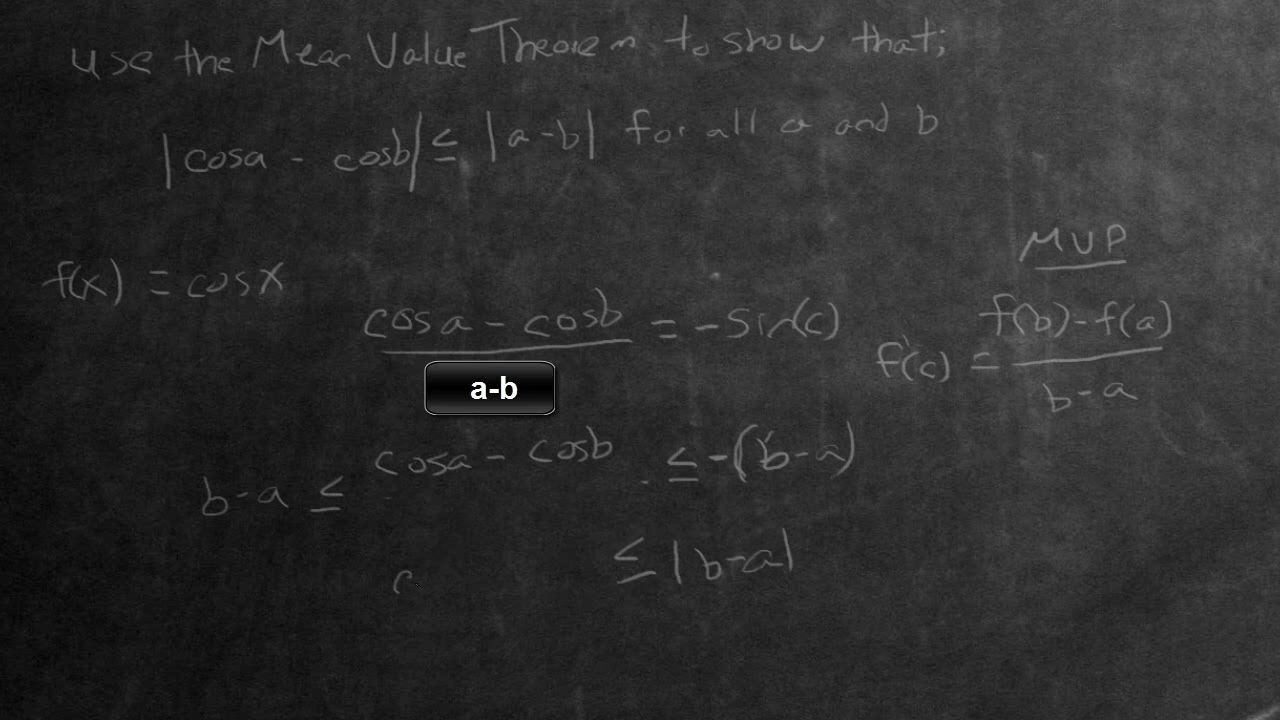 use the Mean Value Theorem to show that;
|cosa - cosb| ≤ |a-b| for all a and b
MVP
f(x) = cosx
cosa - cosb = -sin(c)
a-b
f'(c) = f(b)-f(a)
b-a
b-a ≤ cosa - cosb ≤ -(b-a)
≤ |b-a|
c